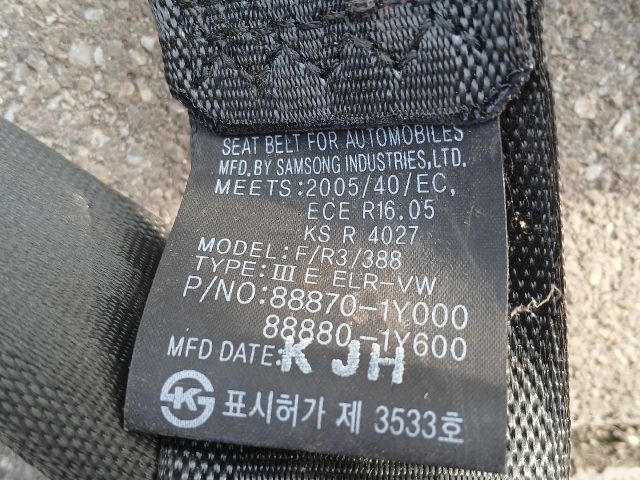 SEAT BELT FOR AUTOMOBILES
MFD.BY SAMSONG INDUSTRIES,LTD.
MEETS:2005/40/EC,
ECE R16.05
KS R 4027
MODEL:F/R3/388
TYPE:III E ELR-VW
P/NO:88870-1Y000
88880-1Y600
MFD DATE:K JH
표시허가 제 3533호